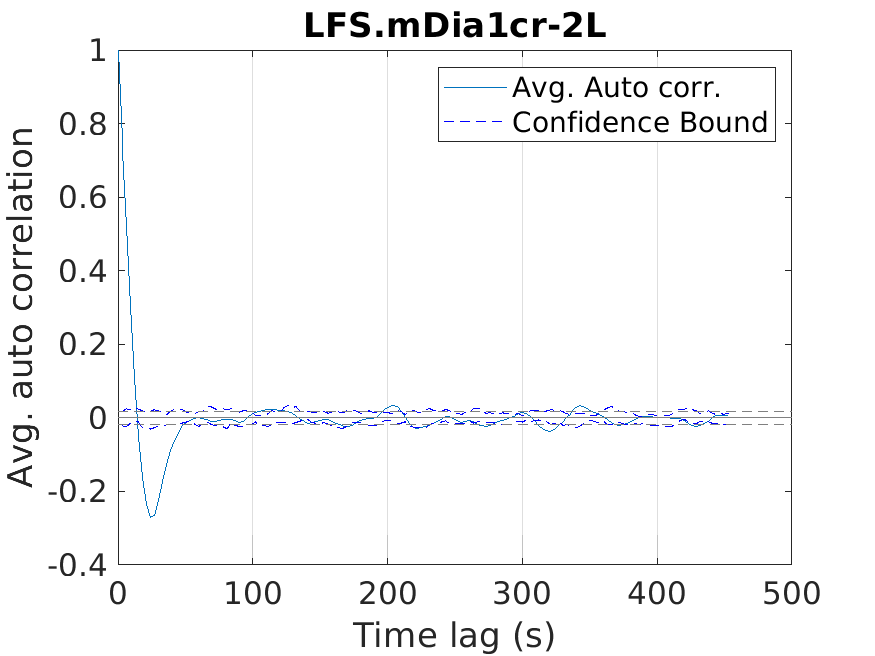 LFS.mDia1cr-2L
Avg. Auto corr.
Confidence Bound
Avg. auto correlation
1
0.8
0.6
0.4
0.2
0
-0.2
-0.4
0 100 200 300 400 500
Time lag (s)